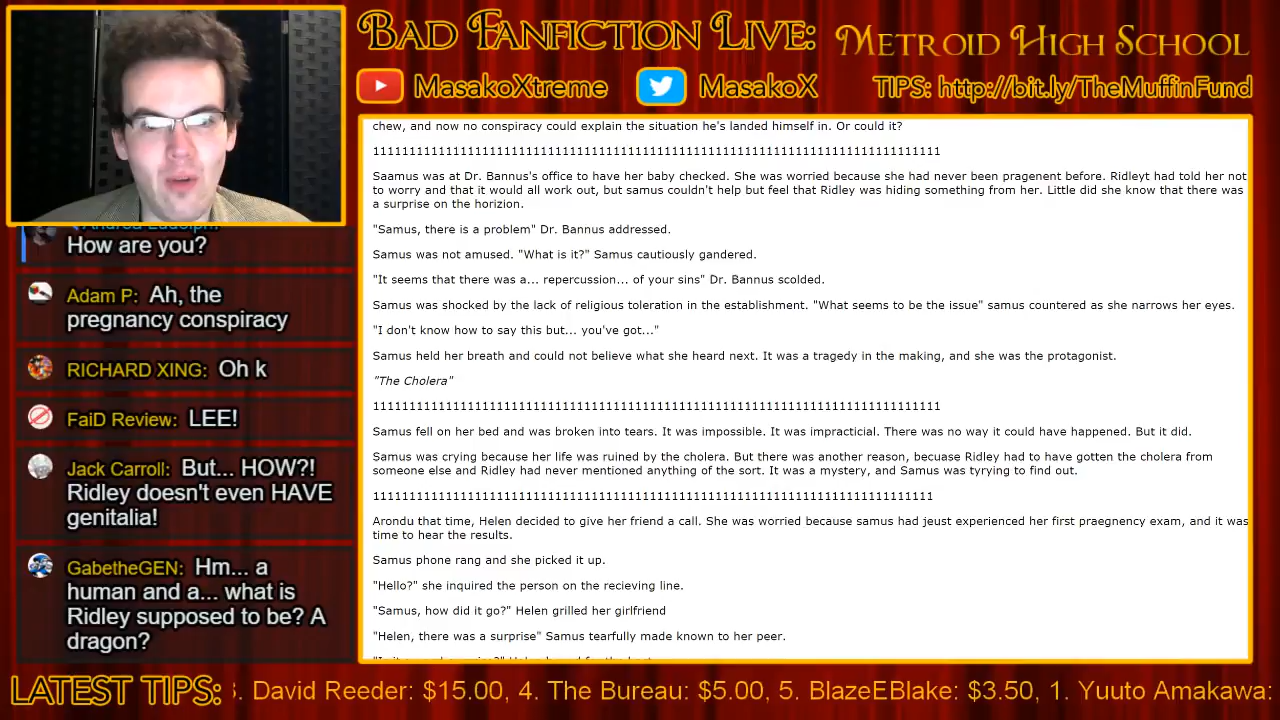 BAD FANFICTION LIVE:
METROID HIGH SCHOOL
MasakoXtreme
MasakoX
TIPS: http://bit.ly/TheMuffinFund
How are you?
Adam P: Ah, the
pregnancy conspiracy
RICHARD XING: Oh k
FaiD Review: LEE!
Jack Carroll: But... HOW?!
Ridley doesn't even HAVE
genitalia!
GabetheGEN: Hm... a
human and a... what is
Ridley supposed to be? A
dragon?
chew, and now no conspiracy could explain the situation he's landed himself in. Or could it?
1111111111111111111111111111111111111111111111111111111111111111111111111111111
Saamus was at Dr. Bannus's office to have her baby checked. She was worried because she had never been pragenent before. Ridleyt had told her not
to worry and that it would all work out, but samus couldn't help but feel that Ridley was hiding something from her. Little did she know that there was
a surprise on the horizion.
"Samus, there is a problem" Dr. Bannus addressed.
Samus was not amused. "What is it?" Samus cautiously gandered.
"It seems that there was a... repercussion... of your sins" Dr. Bannus scolded.
Samus was shocked by the lack of religious toleration in the establishment. "What seems to be the issue" samus countered as she narrows her eyes.
"I don't know how to say this but... you've got..."
Samus held her breath and could not believe what she heard next. It was a tragedy in the making, and she was the protagonist.
"The Cholera"
1111111111111111111111111111111111111111111111111111111111111111111111111111111
Samus fell on her bed and was broken into tears. It was impossible. It was impracticial. There was no way it could have happened. But it did.
Samus was crying because her life was ruined by the cholera. But there was another reason, becuase Ridley had to have gotten the cholera from
someone else and Ridley had never mentioned anything of the sort. It was a mystery, and Samus was tyrying to find out.
111111111111111111111111111111111111111111111111111111111111111111111111111111
Arondu that time, Helen decided to give her friend a call. She was worried because samus had jeust experienced her first praegnency exam, and it was
time to hear the results.
Samus phone rang and she picked it up.
"Hello?" she inquired the person on the recieving line.
"Samus, how did it go?" Helen grilled her girlfriend
"Helen, there was a surprise" Samus tearfully made known to her peer.
LATEST TIPS: 3. David Reeder: $15.00, 4. The Bureau: $5.00, 5. BlazeEBlake: $3.50, 1. Yuuto Amakawa: